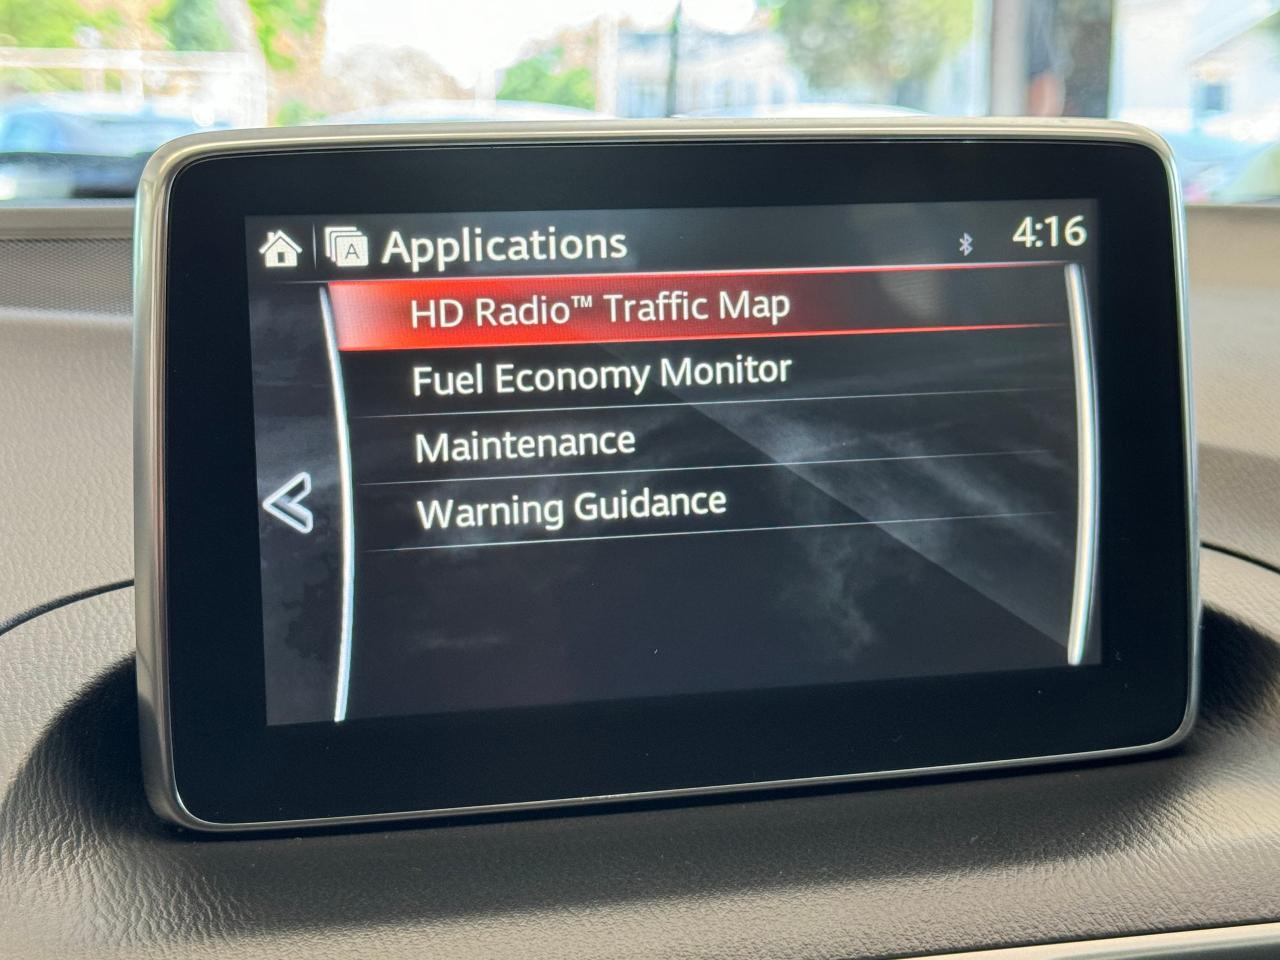 A Applications 4:16
HD Radio™ Traffic Map
Fuel Economy Monitor
Maintenance
Warning Guidance